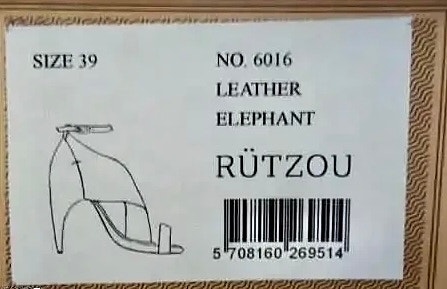 SIZE 39
NO. 6016
LEATHER
ELEPHANT
RÜTZOU
5 708160 269514